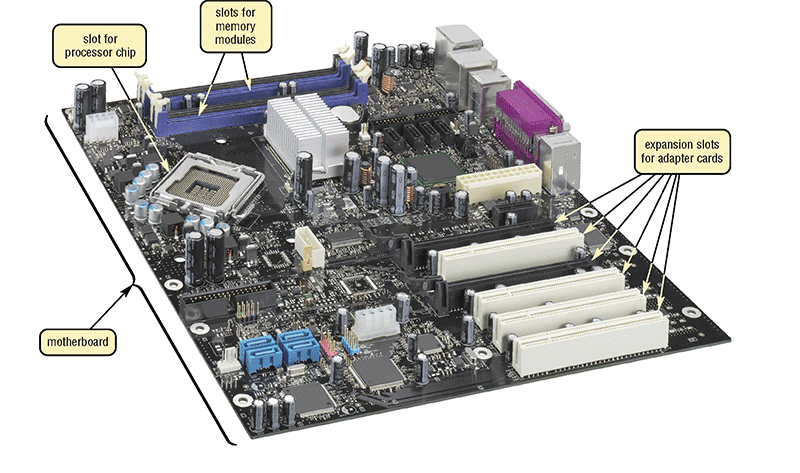 slots for
memory
modules
slot for
processor chip
expansion slots
for adapter cards
motherboard